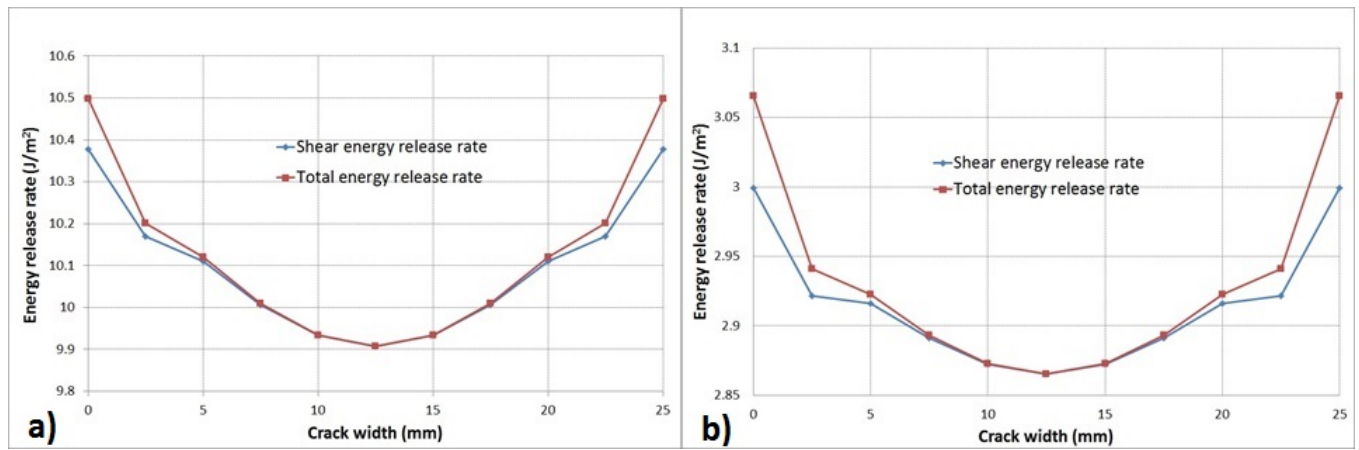 10.6
10.5
10.4
10.3
10.2
10.1
10
9.9
9.8
Energy release rate (J/m²)
Shear energy release rate
Total energy release rate
0 5 10 15 20 25
Crack width (mm)
a)
3.1
3.05
3
2.95
2.9
2.85
Energy release rate (J/m²)
Shear energy release rate
Total energy release rate
0 5 10 15 20 25
Crack width (mm)
b)